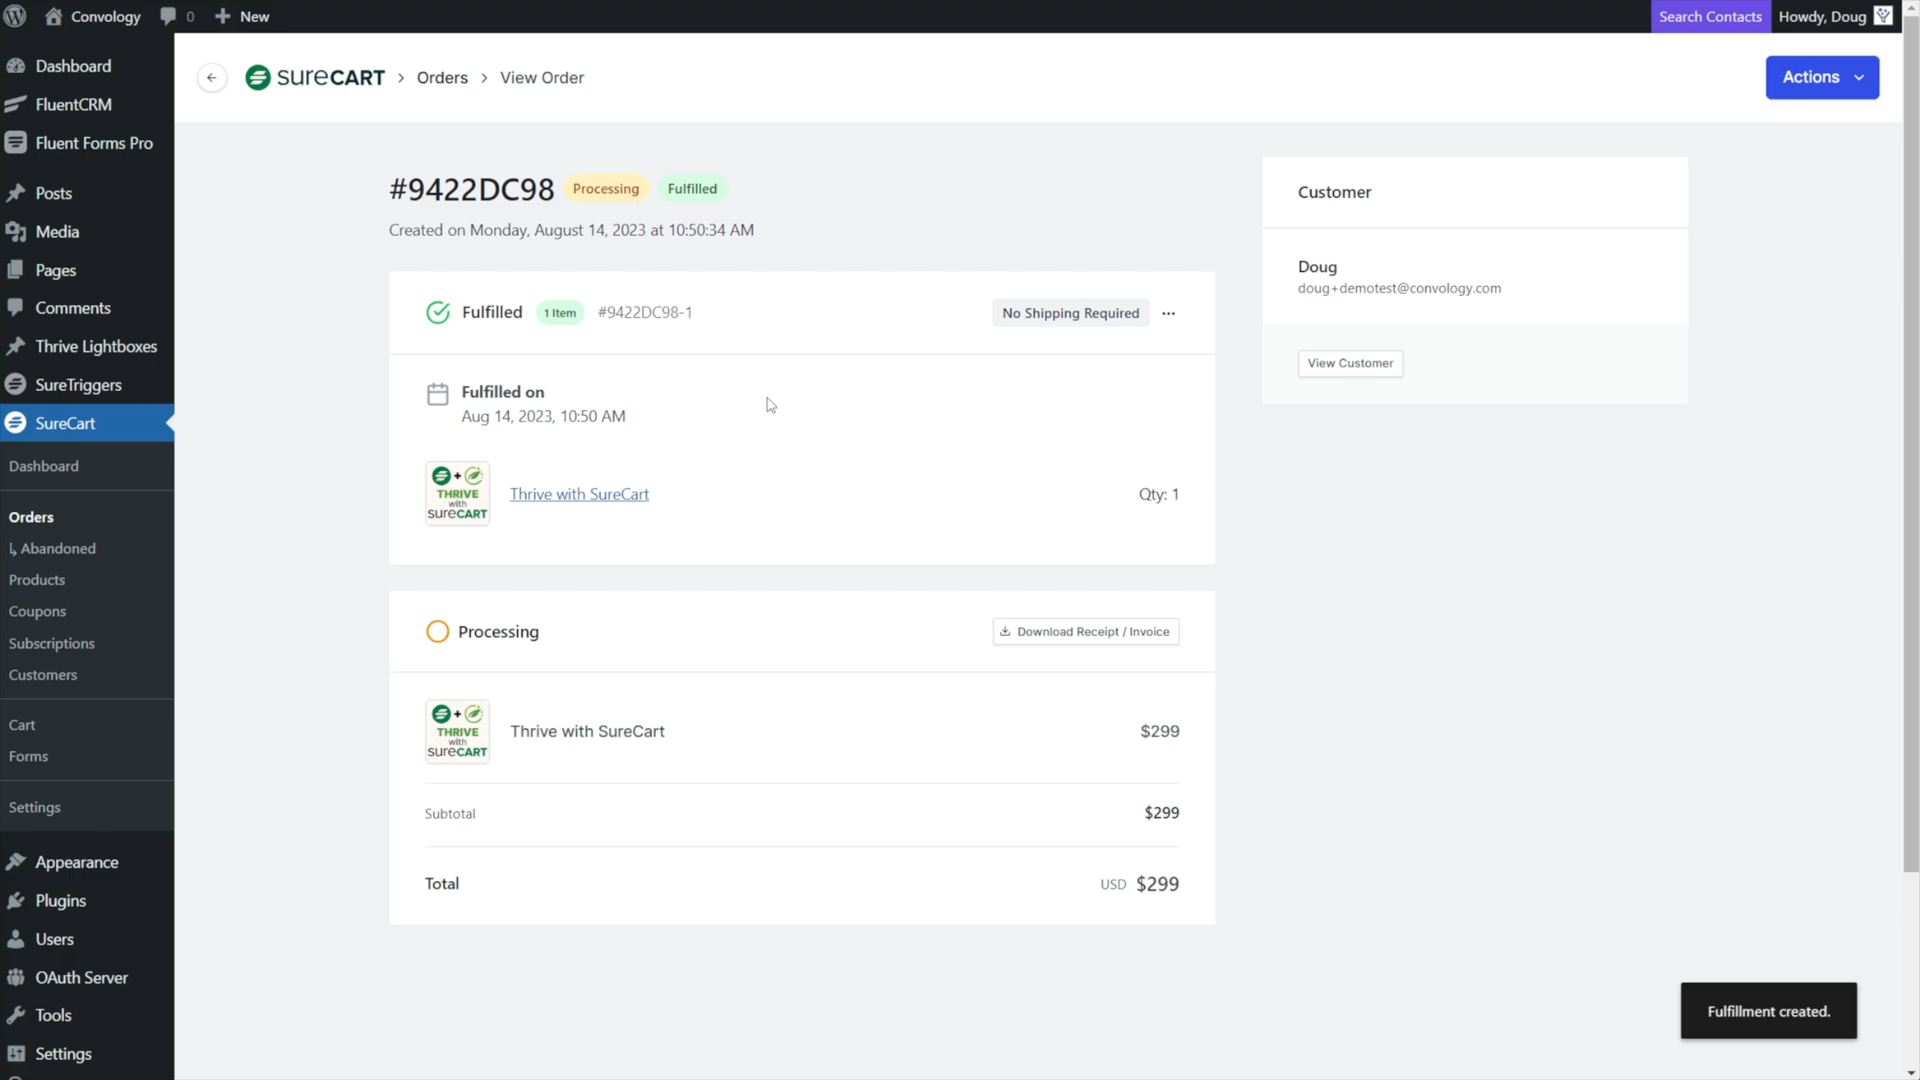 Convology
0
New
Search Contacts
Howdy, Doug
Dashboard
FluentCRM
Fluent Forms Pro
Posts
Media
Pages
Comments
Thrive Lightboxes
SureTriggers
SureCart
Dashboard
Orders
↳ Abandoned
Products
Coupons
Subscriptions
Customers
Cart
Forms
Settings
Appearance
Plugins
Users
OAuth Server
Tools
Settings
SURECART > Orders > View Order
Actions
#9422DC98 Processing Fulfilled
Created on Monday, August 14, 2023 at 10:50:34 AM
Fulfilled 1 Item #9422DC98-1
No Shipping Required ...
Fulfilled on
Aug 14, 2023, 10:50 AM
THRIVE
with
SURECART
Thrive with SureCart
Qty: 1
Processing
Download Receipt / Invoice
THRIVE
with
SURECART
Thrive with SureCart
$299
Subtotal
$299
Total
USD $299
Customer
Doug
doug+demotest@convology.com
View Customer
Fulfillment created.